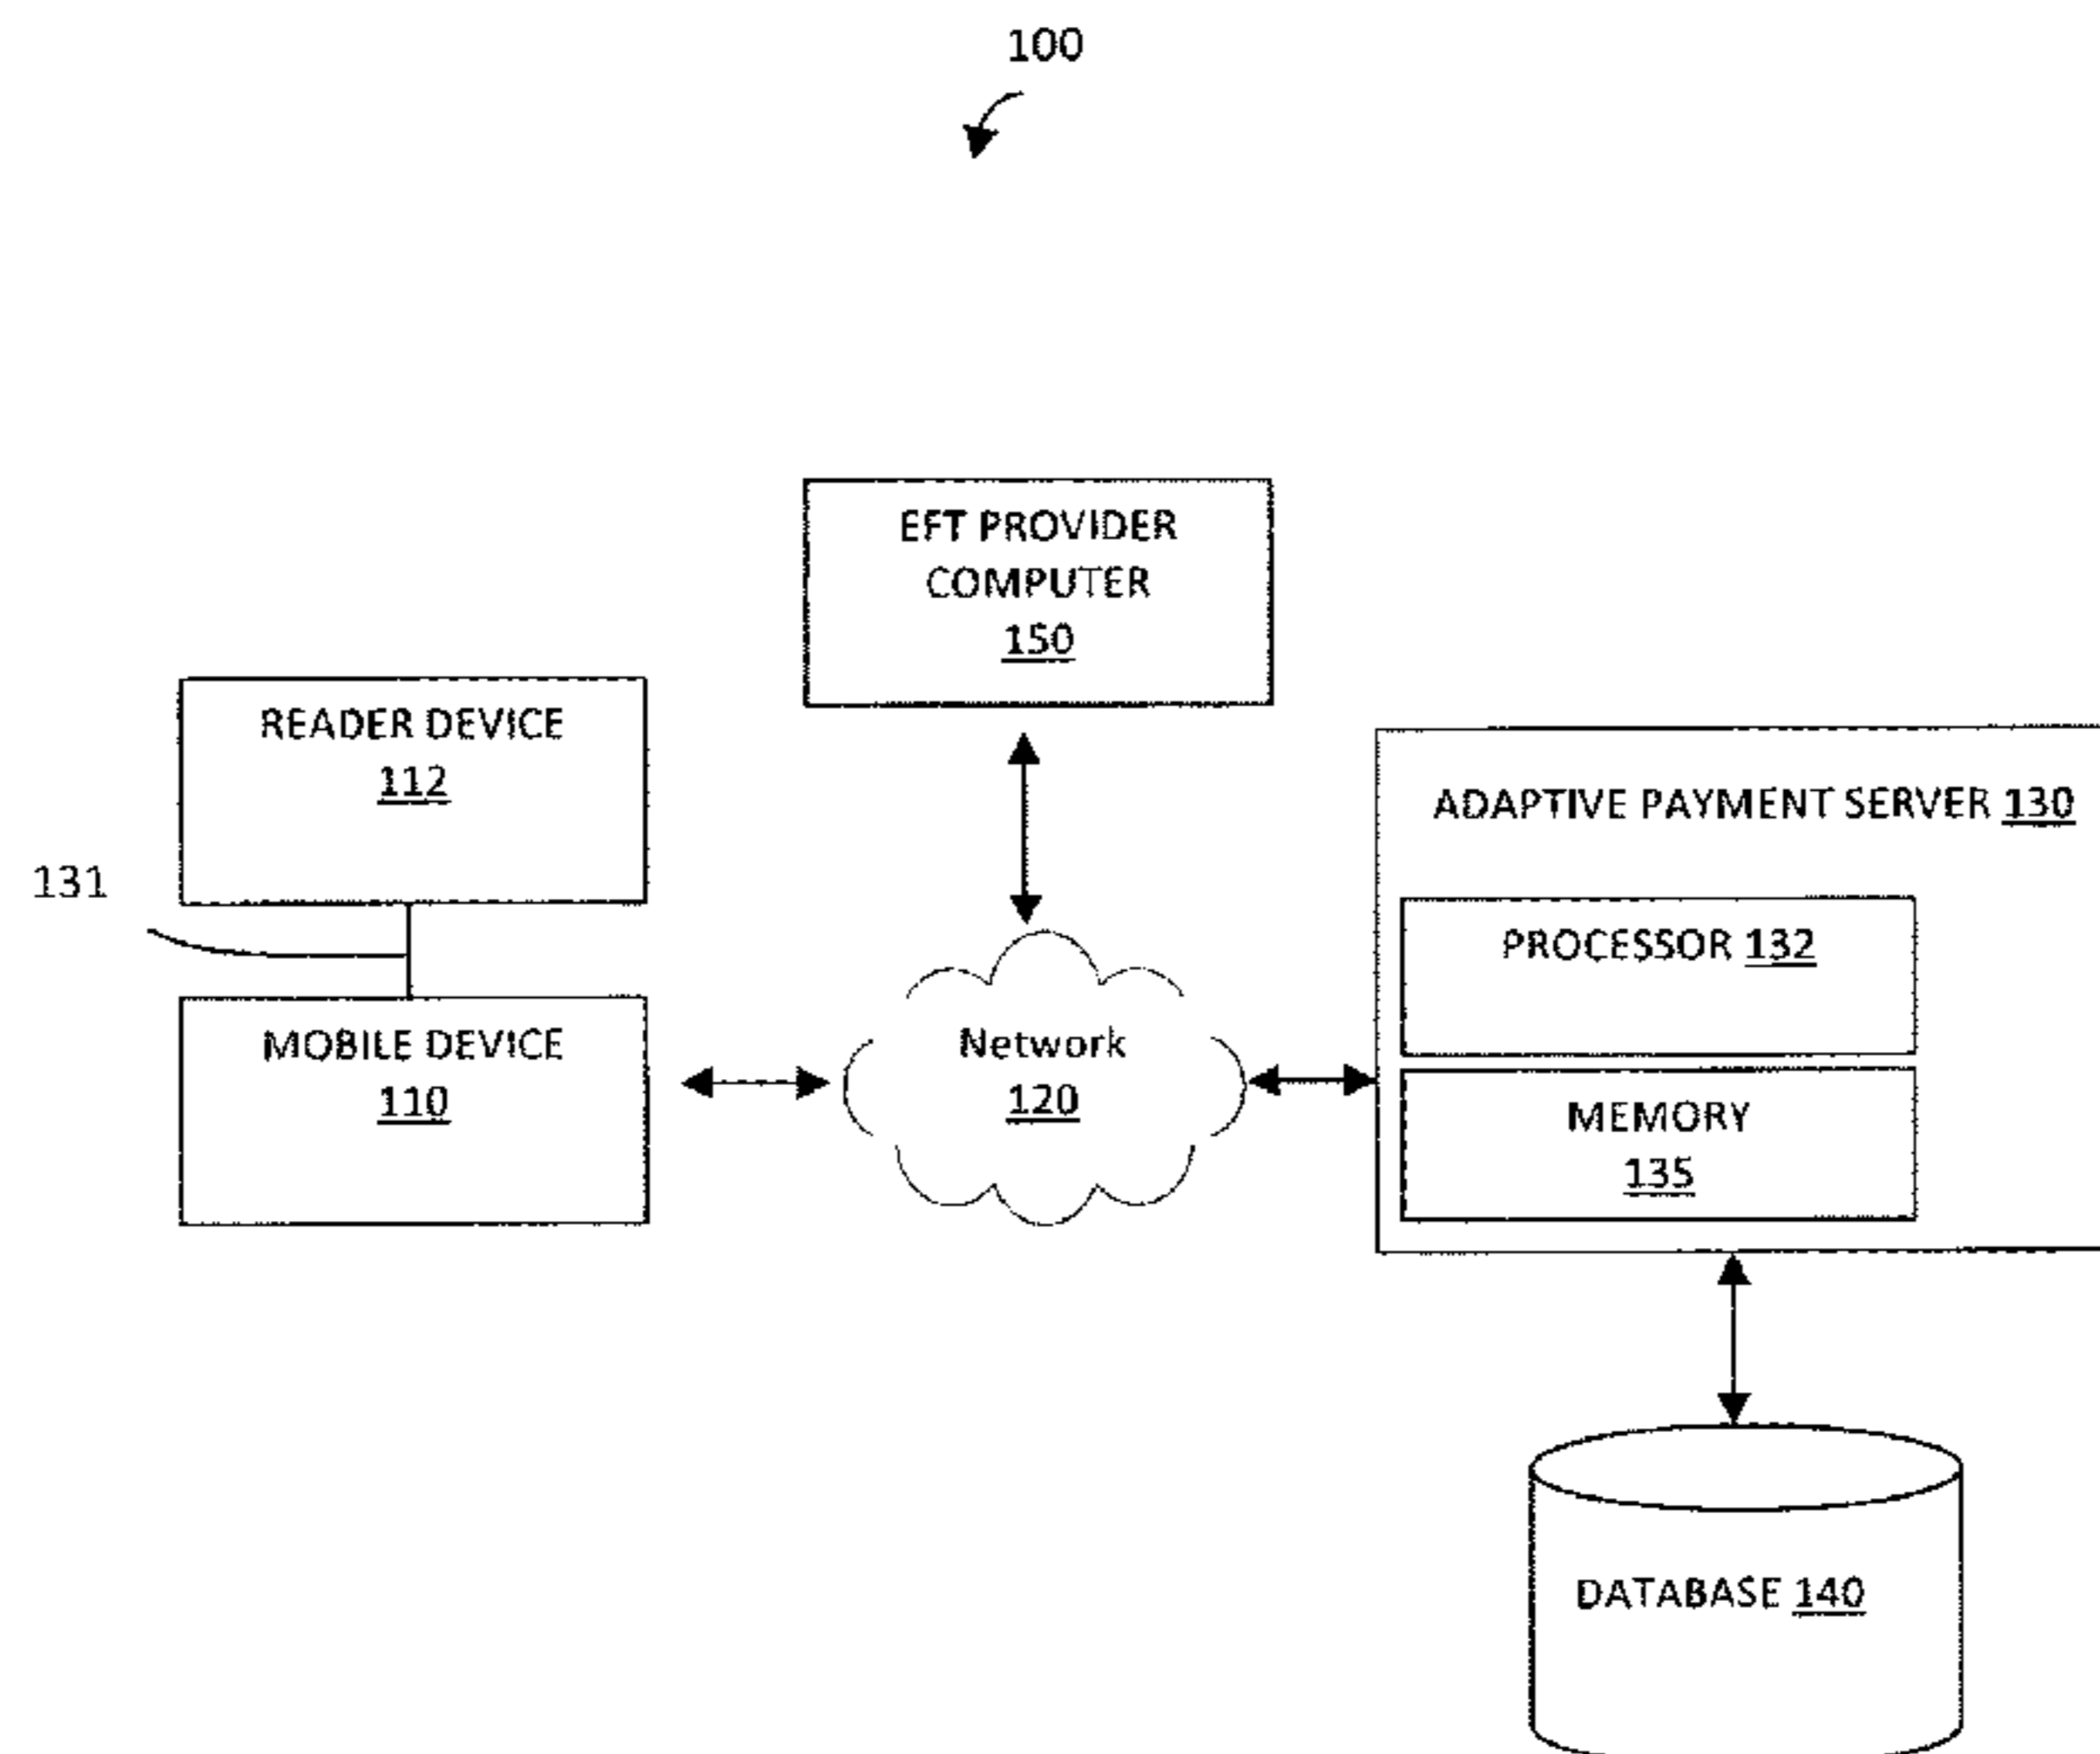 100
EFT PROVIDER
COMPUTER
150
READER DEVICE
112
131
MOBILE DEVICE
110
Network
120
ADAPTIVE PAYMENT SERVER 130
PROCESSOR 132
MEMORY
135
DATABASE 140